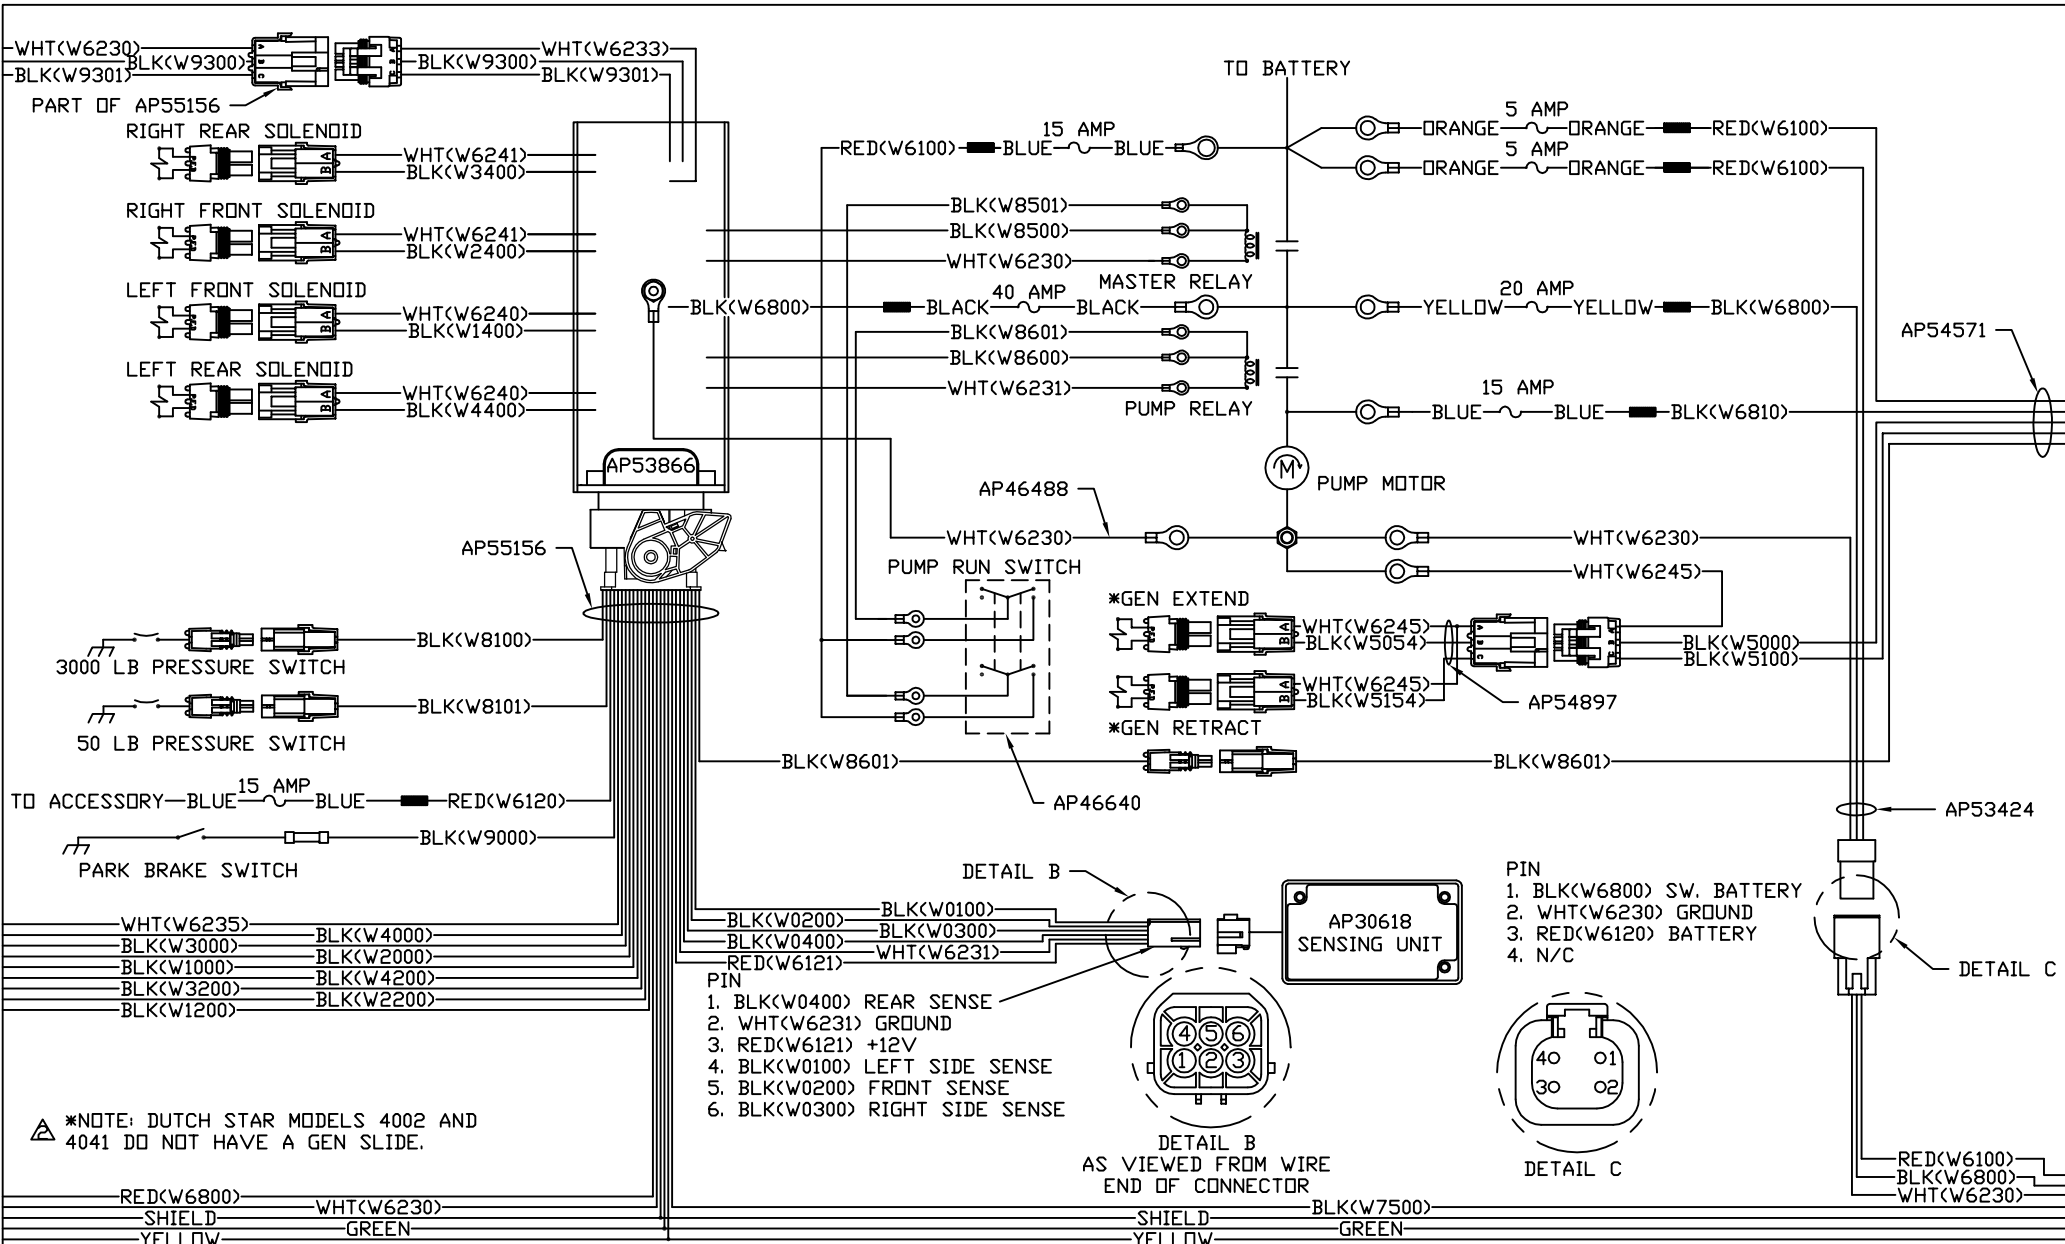 WHT(W6230)
BLK(W9300)
BLK(W9301)
WHT(W6233)
BLK(W9300)
BLK(W9301)
PART OF AP55156
RIGHT REAR SOLENOID
WHT(W6241)
BLK(W3400)
A
B
RIGHT FRONT SOLENOID
WHT(W6241)
BLK(W2400)
A
B
LEFT FRONT SOLENOID
WHT(W6240)
BLK(W1400)
A
B
LEFT REAR SOLENOID
WHT(W6240)
BLK(W4400)
A
B
AP53866
AP55156
TO BATTERY
RED(W6100) BLUE 15 AMP BLUE
ORANGE 5 AMP ORANGE RED(W6100)
ORANGE 5 AMP ORANGE RED(W6100)
BLK(W8501)
BLK(W8500)
WHT(W6230)
MASTER RELAY
BLK(W6800) BLACK 40 AMP BLACK
YELLOW 20 AMP YELLOW BLK(W6800)
BLK(W8601)
BLK(W8600)
WHT(W6231)
PUMP RELAY
BLUE 15 AMP BLUE BLK(W6810)
AP54571
M
PUMP MOTOR
AP46488
WHT(W6230)
WHT(W6230)
WHT(W6245)
PUMP RUN SWITCH
*GEN EXTEND
A
B
WHT(W6245)
BLK(W5054)
BLK(W5000)
BLK(W5100)
WHT(W6245)
BLK(W5154)
A
B
AP54897
*GEN RETRACT
BLK(W8601)
BLK(W8601)
AP46640
AP53424
BLK(W8100)
3000 LB PRESSURE SWITCH
BLK(W8101)
50 LB PRESSURE SWITCH
TO ACCESSORY BLUE 15 AMP BLUE RED(W6120)
BLK(W9000)
PARK BRAKE SWITCH
WHT(W6235)
BLK(W4000)
BLK(W3000)
BLK(W2000)
BLK(W1000)
BLK(W4200)
BLK(W3200)
BLK(W2200)
BLK(W1200)
DETAIL B
BLK(W0100)
BLK(W0200)
BLK(W0300)
BLK(W0400)
WHT(W6231)
RED(W6121)
AP30618
SENSING UNIT
PIN
1. BLK(W0400) REAR SENSE
2. WHT(W6231) GROUND
3. RED(W6121) +12V
4. BLK(W0100) LEFT SIDE SENSE
5. BLK(W0200) FRONT SENSE
6. BLK(W0300) RIGHT SIDE SENSE
4 5 6
1 2 3
DETAIL B
AS VIEWED FROM WIRE
END OF CONNECTOR
PIN
1. BLK(W6800) SW. BATTERY
2. WHT(W6230) GROUND
3. RED(W6120) BATTERY
4. N/C
DETAIL C
4 1
3 2
DETAIL C
2
*NOTE: DUTCH STAR MODELS 4002 AND
4041 DO NOT HAVE A GEN SLIDE.
RED(W6100)
BLK(W6800)
WHT(W6230)
RED(W6800)
WHT(W6230)
BLK(W7500)
SHIELD
SHIELD
GREEN
GREEN
YELLOW
YELLOW